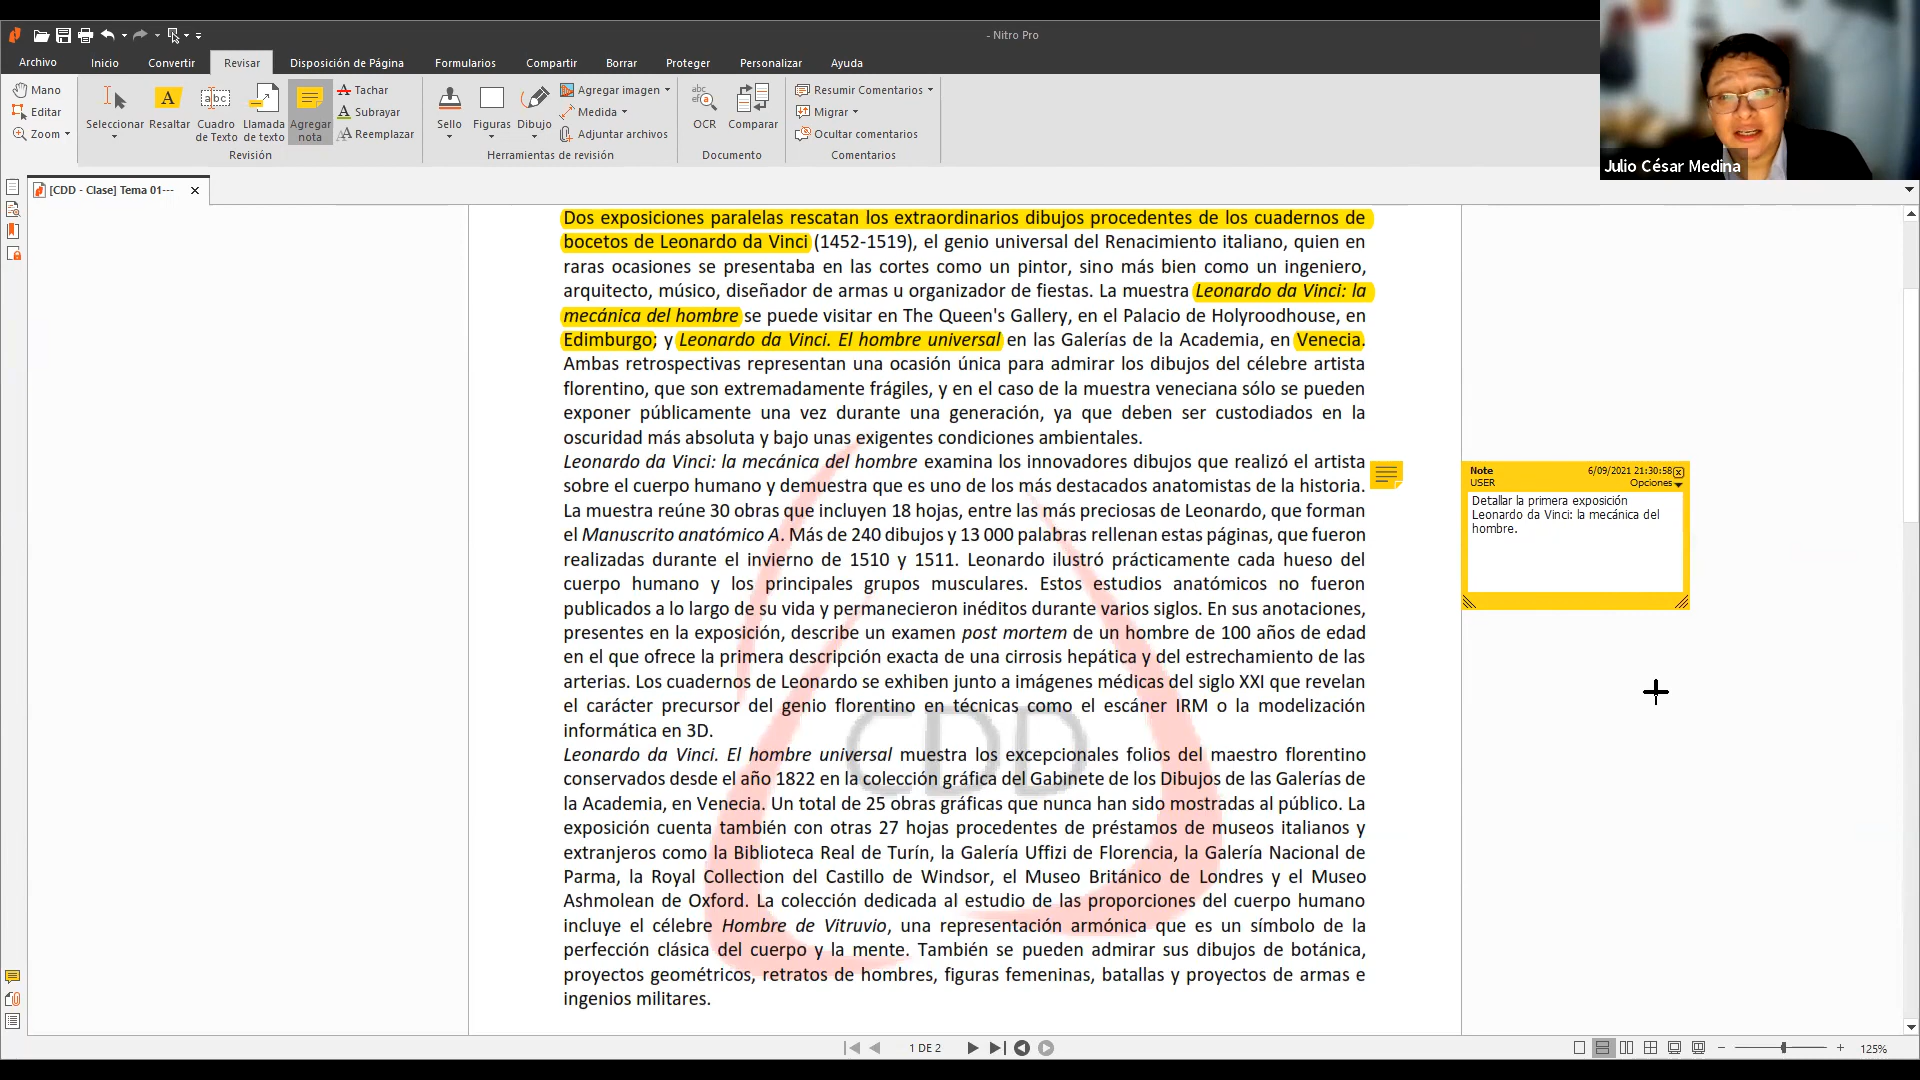 - Nitro Pro
Archivo Inicio Convertir Revisar Disposición de Página Formularios Compartir Borrar Proteger Personalizar Ayuda
Mano
Editar
Zoom
Seleccionar
Resaltar
Cuadro de Texto
Llamada de texto
Agregar nota
Tachar
Subrayar
Reemplazar
Revisión
Sello
Figuras
Dibujo
Agregar imagen
Medida
Adjuntar archivos
Herramientas de revisión
OCR
Comparar
Documento
Resumir Comentarios
Migrar
Ocultar comentarios
Comentarios
Julio César Medina
[CDD - Clase] Tema 01---
Dos exposiciones paralelas rescatan los extraordinarios dibujos procedentes de los cuadernos de
bocetos de Leonardo da Vinci (1452-1519), el genio universal del Renacimiento italiano, quien en
raras ocasiones se presentaba en las cortes como un pintor, sino más bien como un ingeniero,
arquitecto, músico, diseñador de armas u organizador de fiestas. La muestra Leonardo da Vinci: la
mecánica del hombre se puede visitar en The Queen's Gallery, en el Palacio de Holyroodhouse, en
Edimburgo; y Leonardo da Vinci. El hombre universal en las Galerías de la Academia, en Venecia.
Ambas retrospectivas representan una ocasión única para admirar los dibujos del célebre artista
florentino, que son extremadamente frágiles, y en el caso de la muestra veneciana sólo se pueden
exponer públicamente una vez durante una generación, ya que deben ser custodiados en la
oscuridad más absoluta y bajo unas exigentes condiciones ambientales.
Leonardo da Vinci: la mecánica del hombre examina los innovadores dibujos que realizó el artista
sobre el cuerpo humano y demuestra que es uno de los más destacados anatomistas de la historia.
La muestra reúne 30 obras que incluyen 18 hojas, entre las más preciosas de Leonardo, que forman
el Manuscrito anatómico A. Más de 240 dibujos y 13 000 palabras rellenan estas páginas, que fueron
realizadas durante el invierno de 1510 y 1511. Leonardo ilustró prácticamente cada hueso del
cuerpo humano y los principales grupos musculares. Estos estudios anatómicos no fueron
publicados a lo largo de su vida y permanecieron inéditos durante varios siglos. En sus anotaciones,
presentes en la exposición, describe un examen post mortem de un hombre de 100 años de edad
en el que ofrece la primera descripción exacta de una cirrosis hepática y del estrechamiento de las
arterias. Los cuadernos de Leonardo se exhiben junto a imágenes médicas del siglo XXI que revelan
el carácter precursor del genio florentino en técnicas como el escáner IRM o la modelización
informática en 3D.
Leonardo da Vinci. El hombre universal muestra los excepcionales folios del maestro florentino
conservados desde el año 1822 en la colección gráfica del Gabinete de los Dibujos de las Galerías de
la Academia, en Venecia. Un total de 25 obras gráficas que nunca han sido mostradas al público. La
exposición cuenta también con otras 27 hojas procedentes de préstamos de museos italianos y
extranjeros como la Biblioteca Real de Turín, la Galería Uffizi de Florencia, la Galería Nacional de
Parma, la Royal Collection del Castillo de Windsor, el Museo Británico de Londres y el Museo
Ashmolean de Oxford. La colección dedicada al estudio de las proporciones del cuerpo humano
incluye el célebre Hombre de Vitruvio, una representación armónica que es un símbolo de la
perfección clásica del cuerpo y la mente. También se pueden admirar sus dibujos de botánica,
proyectos geométricos, retratos de hombres, figuras femeninas, batallas y proyectos de armas e
ingenios militares.
CDD
Note 6/09/2021 21:30:58
USER Opciones
Detallar la primera exposición
Leonardo da Vinci: la mecánica del
hombre.
1 DE 2
125%